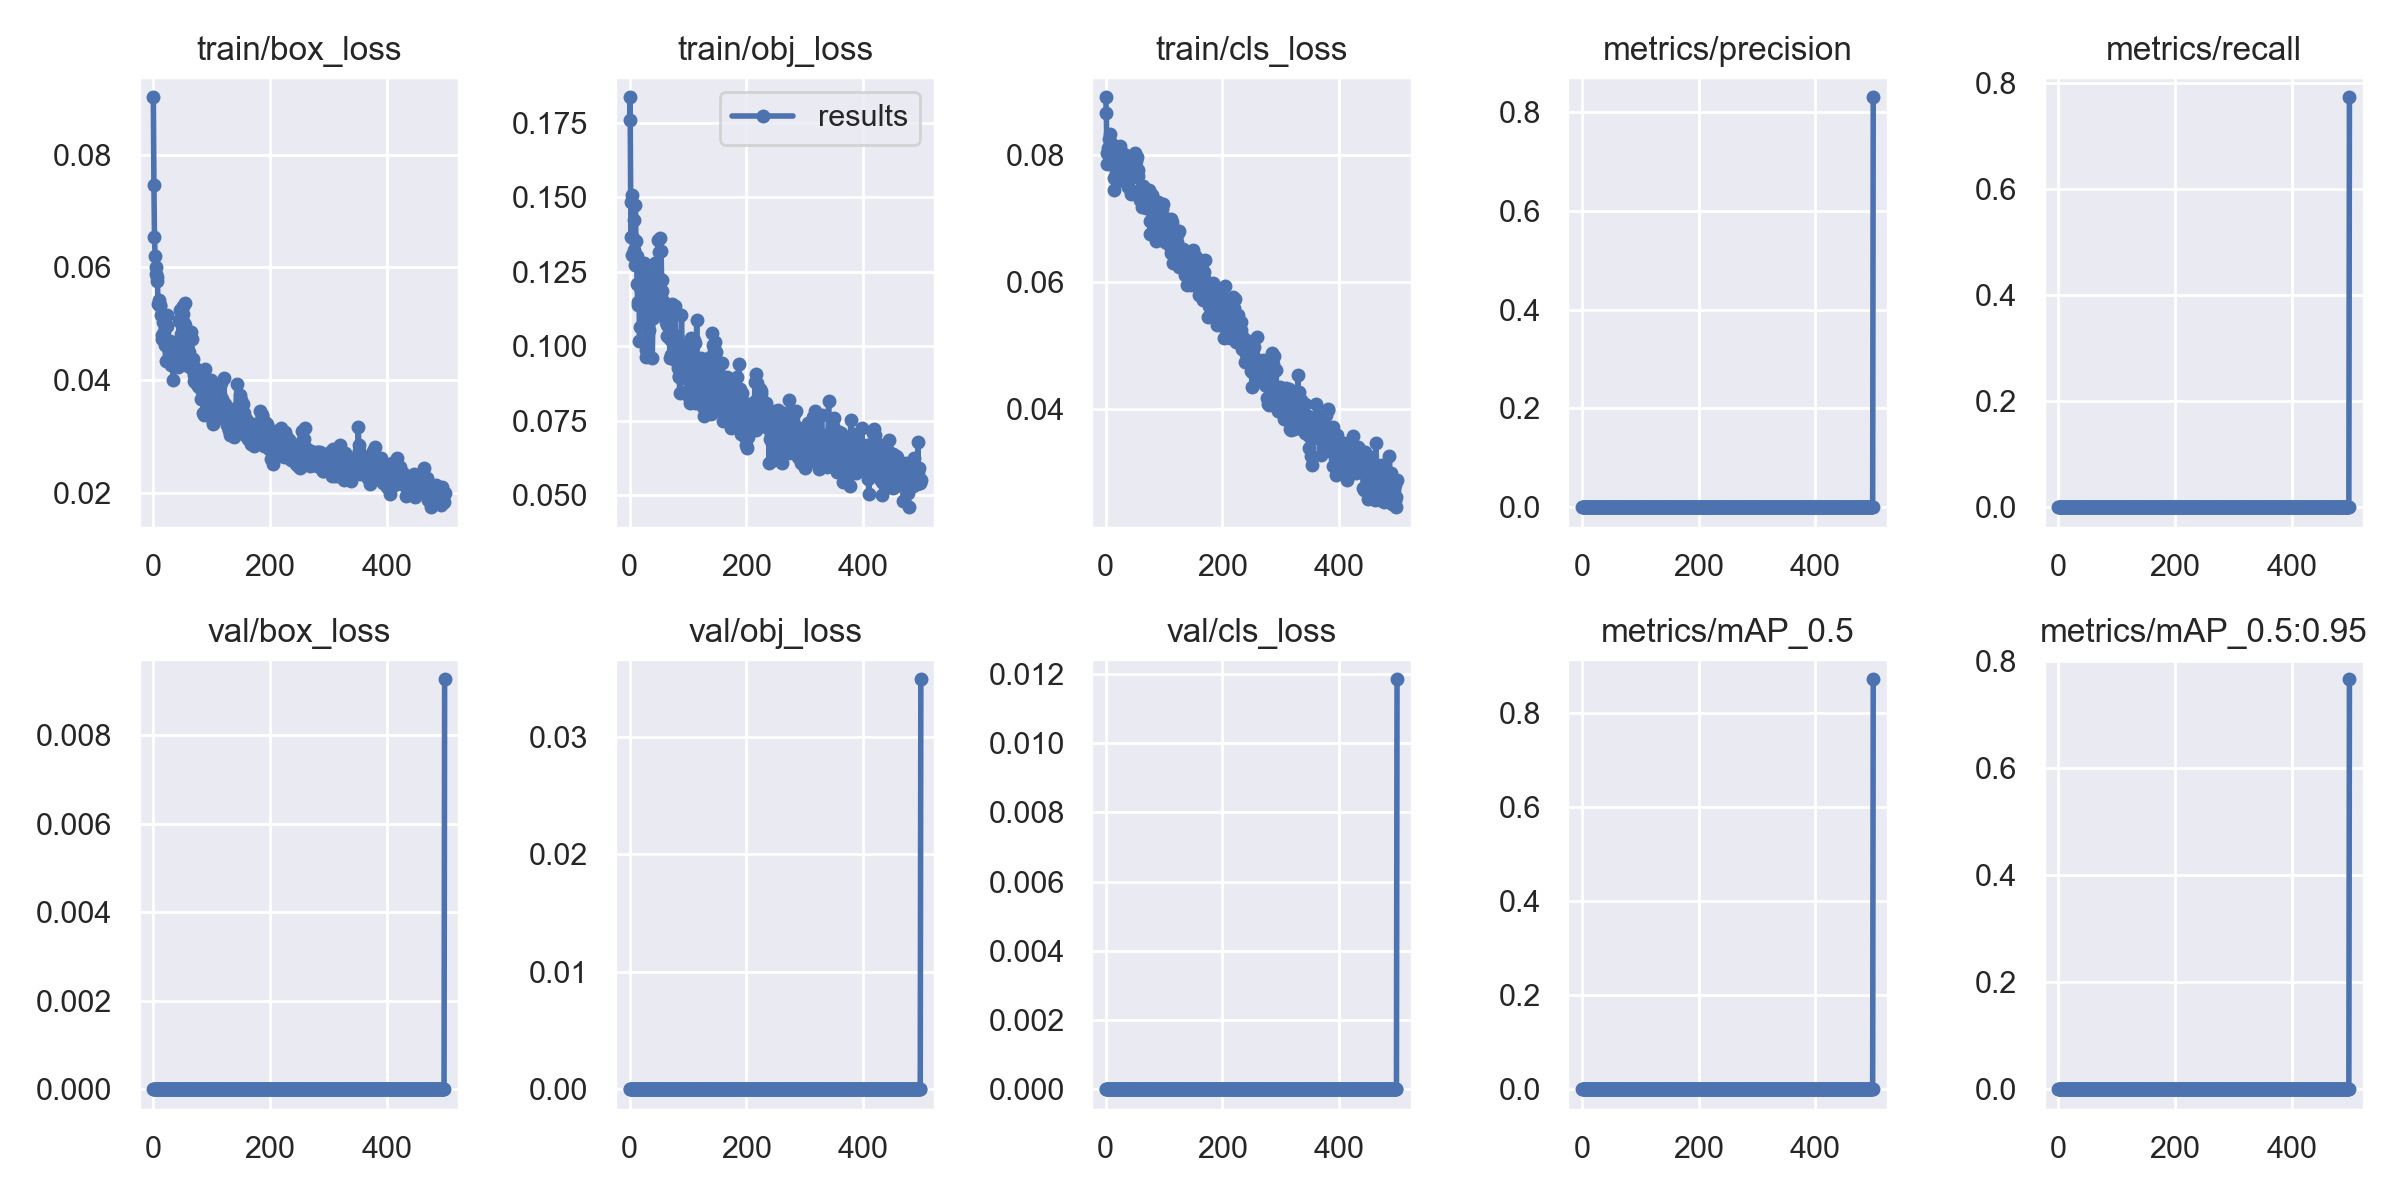 train/box_loss
train/obj_loss
train/cls_loss
metrics/precision
metrics/recall
0.08
0.06
0.04
0.02
0 200 400
results
0.175
0.150
0.125
0.100
0.075
0.050
0 200 400
0.08
0.06
0.04
0 200 400
0.8
0.6
0.4
0.2
0.0
0 200 400
0.8
0.6
0.4
0.2
0.0
0 200 400
val/box_loss
val/obj_loss
val/cls_loss
metrics/mAP_0.5
metrics/mAP_0.5:0.95
0.008
0.006
0.004
0.002
0.000
0 200 400
0.03
0.02
0.01
0.00
0 200 400
0.012
0.010
0.008
0.006
0.004
0.002
0.000
0 200 400
0.8
0.6
0.4
0.2
0.0
0 200 400
0.8
0.6
0.4
0.2
0.0
0 200 400